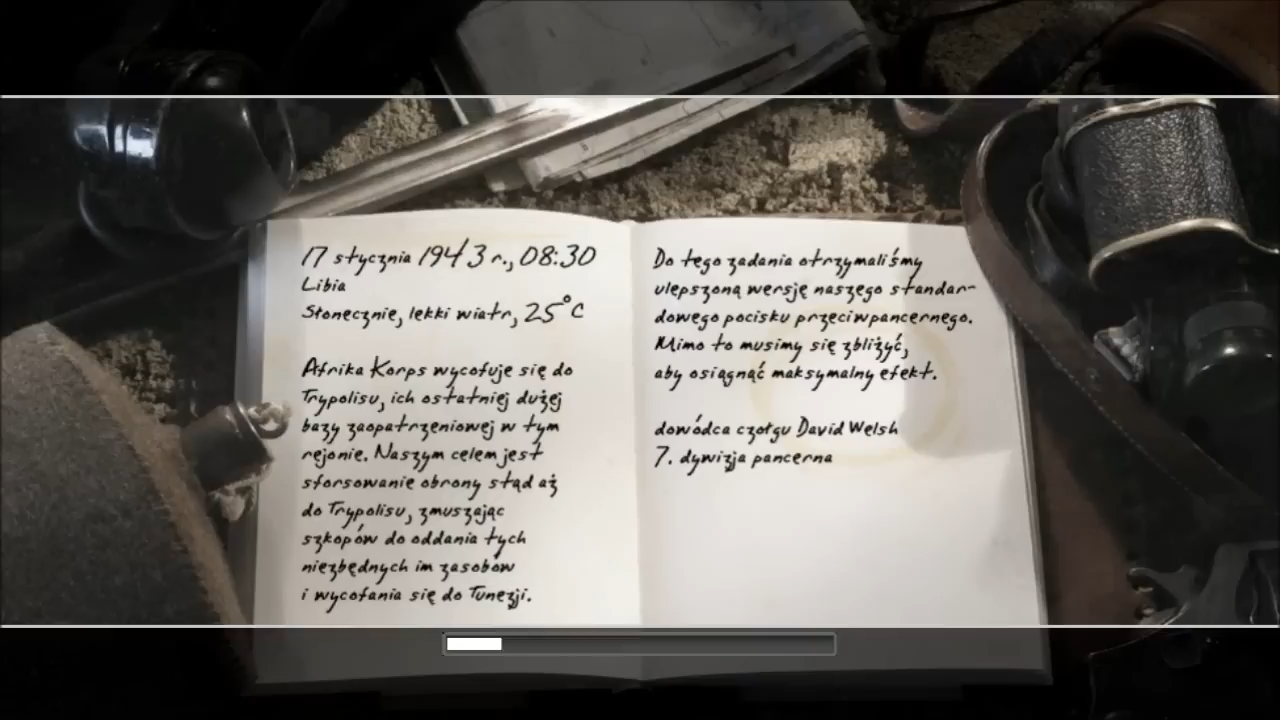 17 stycznia 1943 r., 08:30
Libia
Słonecznie, lekki wiatr, 25°C
Afrika Korps wycofuje się do
Trypolisu, ich ostatniej dużej
bazy zaopatrzeniowej w tym
rejonie. Naszym celem jest
sforsowanie obrony stąd aż
do Trypolisu, zmuszając
szkopów do oddania tych
niezbędnych im zasobów
i wycofania się do Tunezji.
Do tego zadania otrzymaliśmy
ulepszoną wersję naszego standar-
dowego pocisku przeciwpancernego.
Mimo to musimy się zbliżyć,
aby osiągnąć maksymalny efekt.
dowódca czołgu David Welsh
7. dywizja pancerna